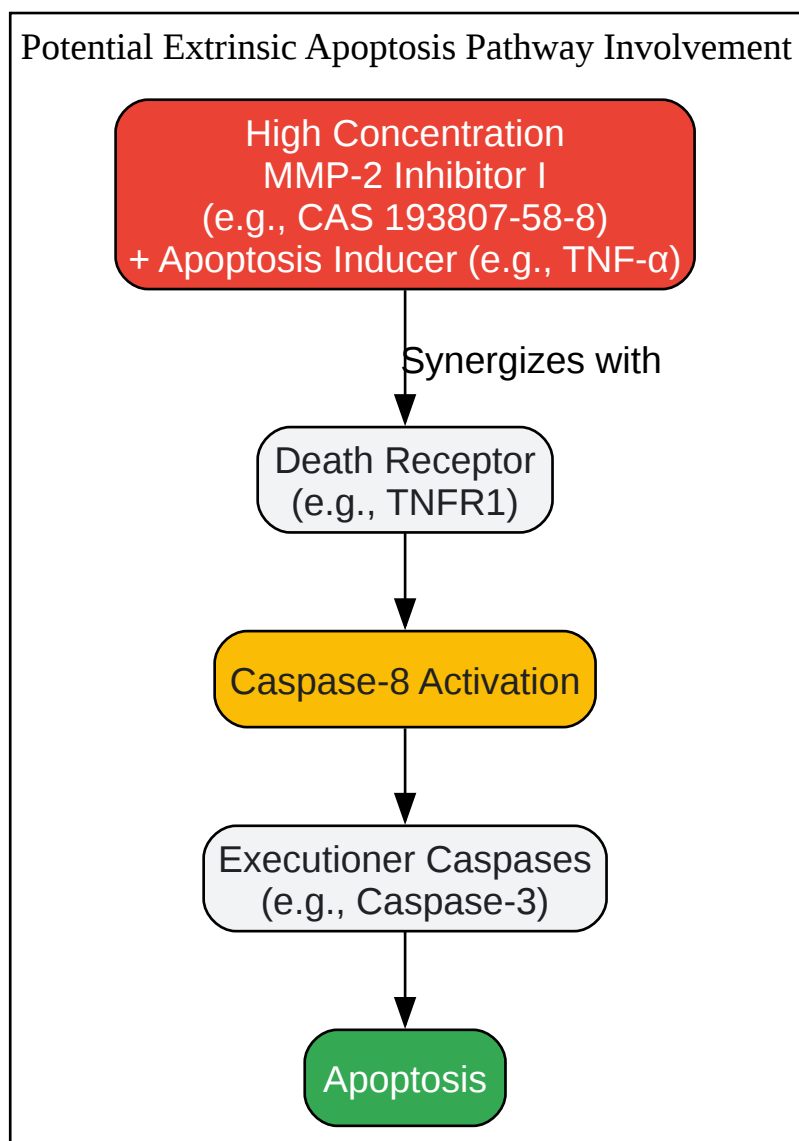 Potential Extrinsic Apoptosis Pathway Involvement
High Concentration
MMP-2 Inhibitor I
(e.g., CAS 193807-58-8)
+ Apoptosis Inducer (e.g., TNF-α)
Synergizes with
Death Receptor
(e.g., TNFR1)
Caspase-8 Activation
Executioner Caspases
(e.g., Caspase-3)
Apoptosis